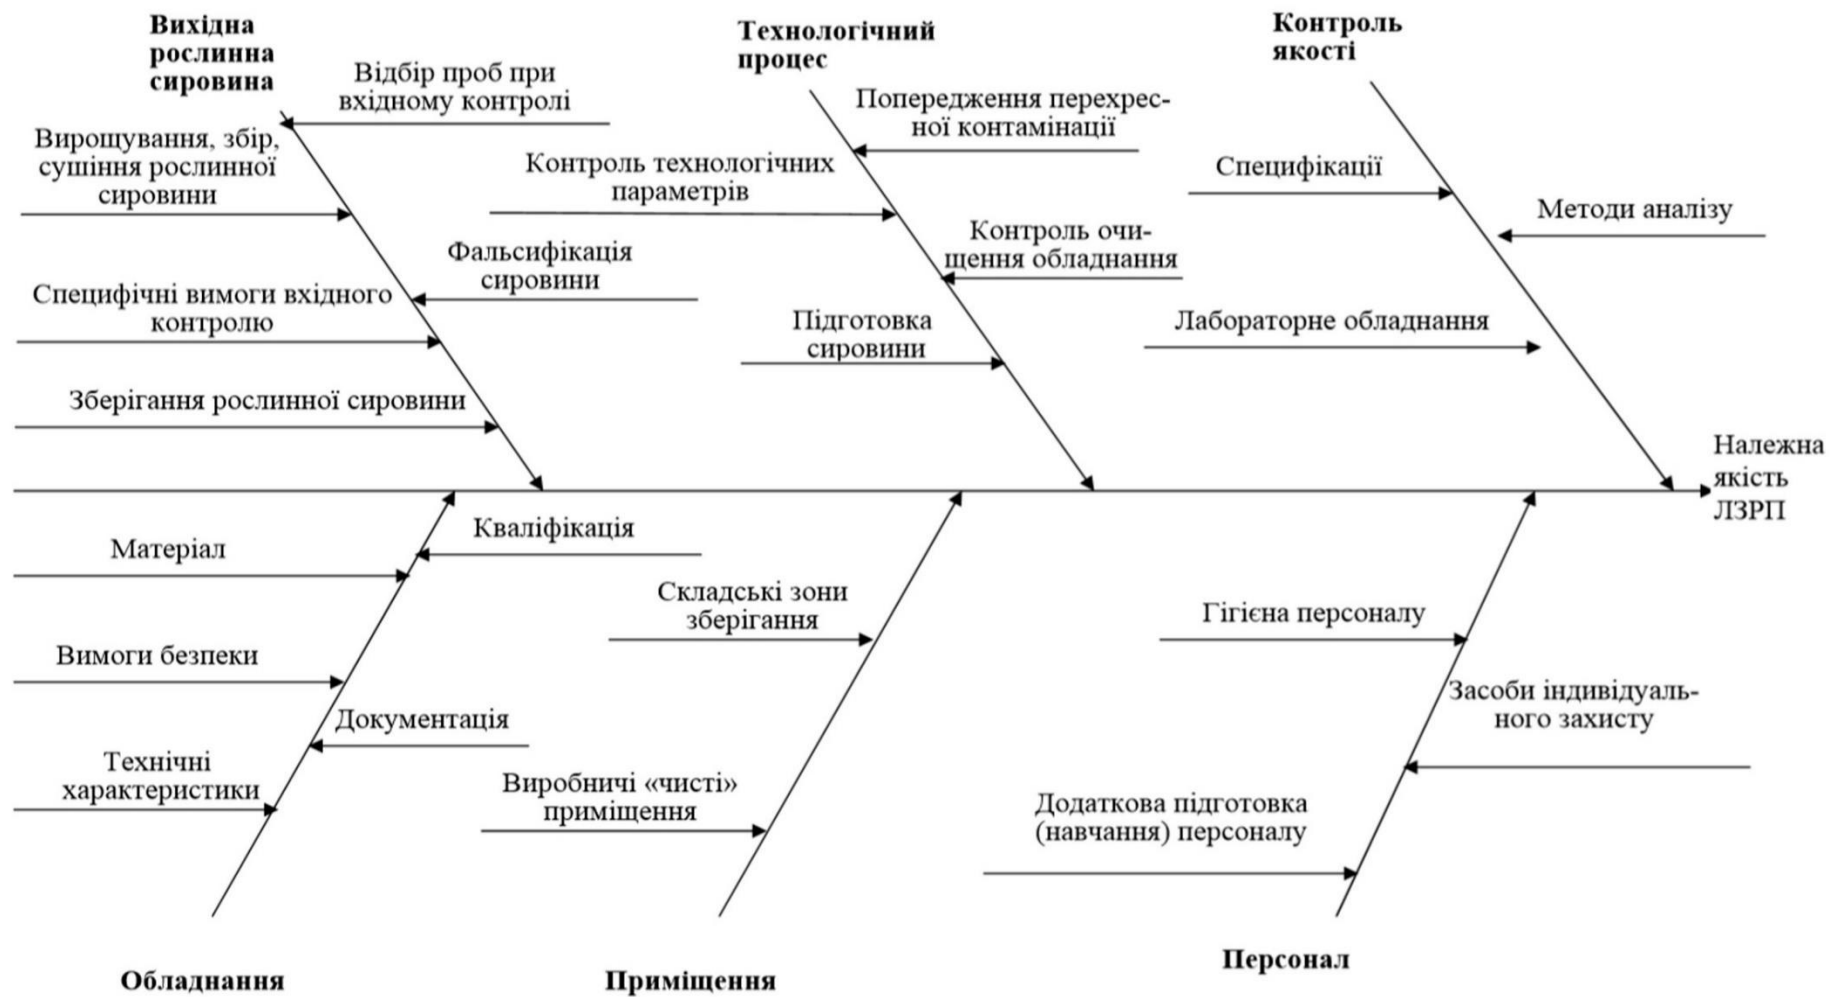 Вихідна
рослинна
сировина
Відбір проб при
вхідному контролі
Вирощування, збір,
сушіння рослинної
сировини
Фальсифікація
сировини
Специфічні вимоги вхідного
контролю
Зберігання рослинної сировини
Технологічний
процес
Попередження перехрес-
ної контамінації
Контроль технологічних
параметрів
Контроль очи-
щення обладнання
Підготовка
сировини
Контроль
якості
Специфікації
Методи аналізу
Лабораторне обладнання
Належна
якість
ЛЗРП
Кваліфікація
Матеріал
Вимоги безпеки
Документація
Технічні
характеристики
Обладнання
Складські зони
зберігання
Виробничі «чисті»
приміщення
Приміщення
Гігієна персоналу
Засоби індивідуаль-
ного захисту
Додаткова підготовка
(навчання) персоналу
Персонал